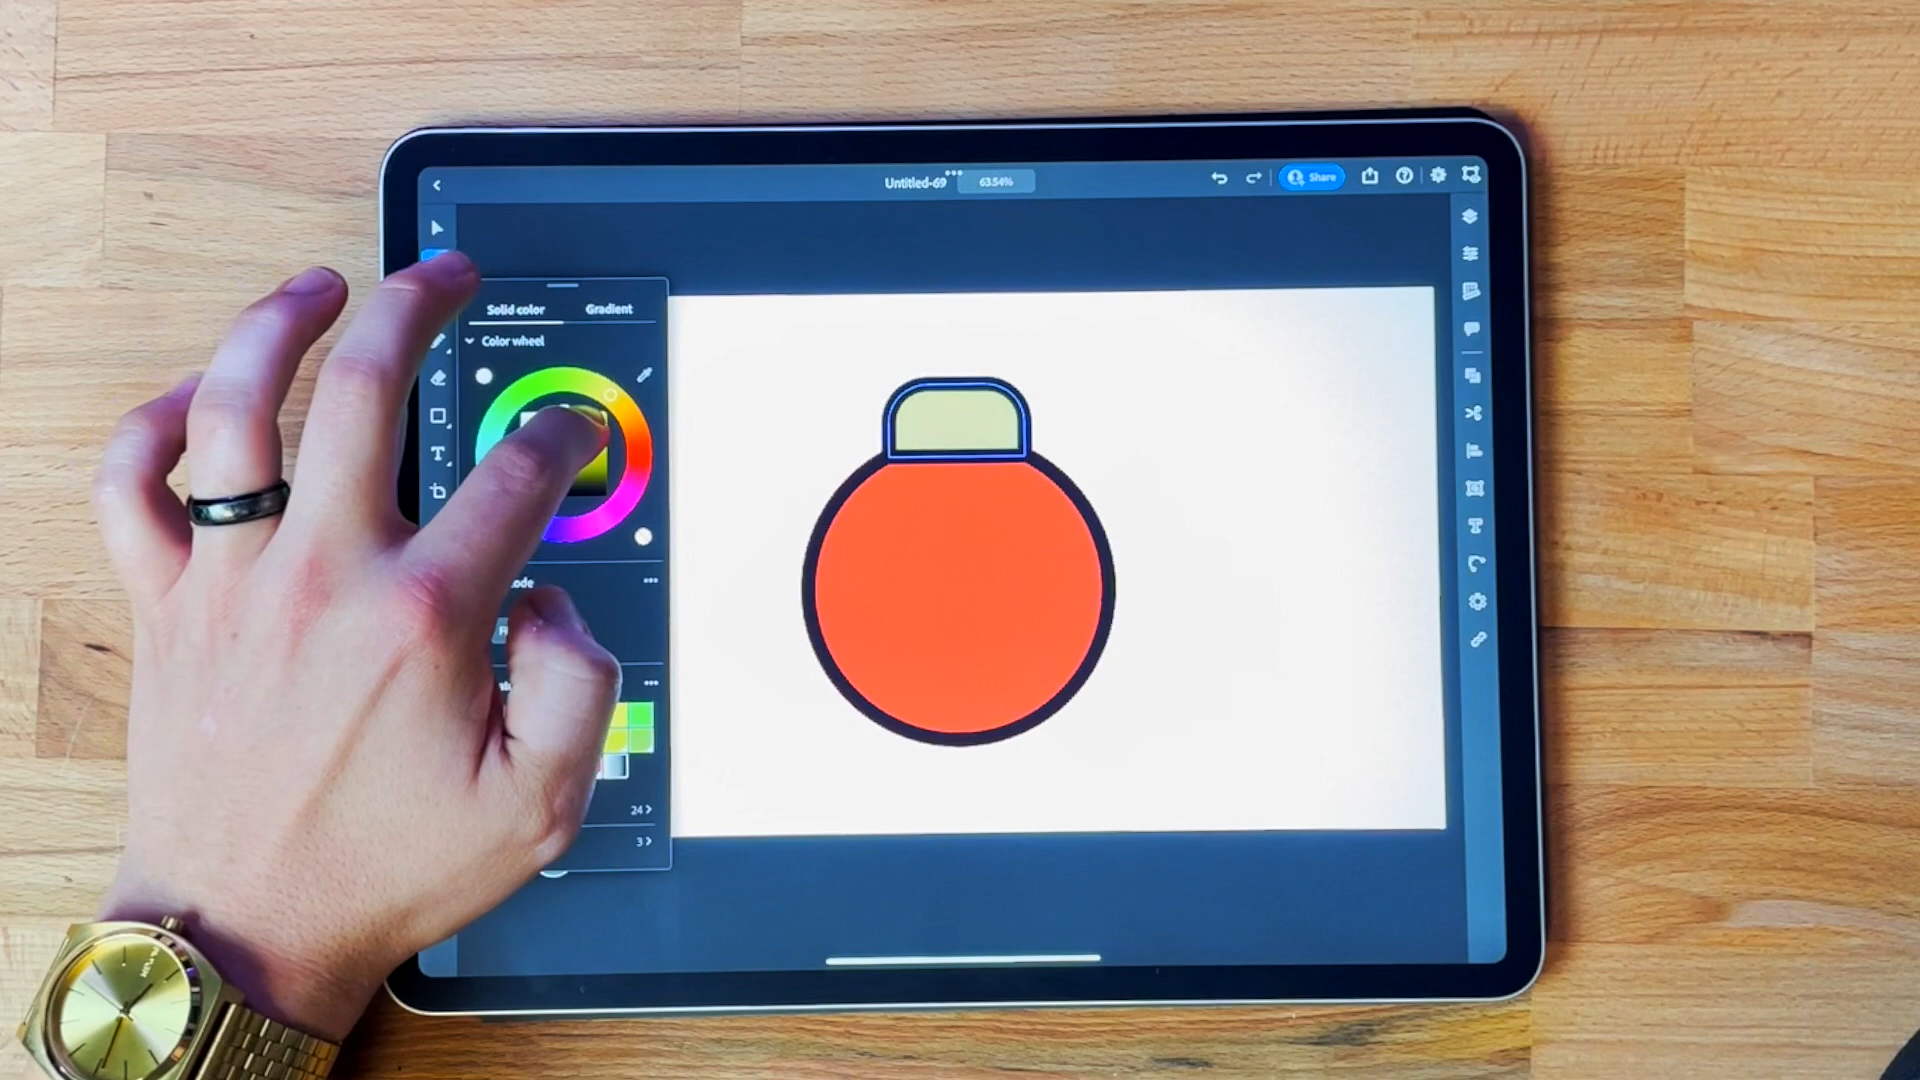 Untitled-69
63.54%
Share
Solid color
Gradient
Color wheel
24
3